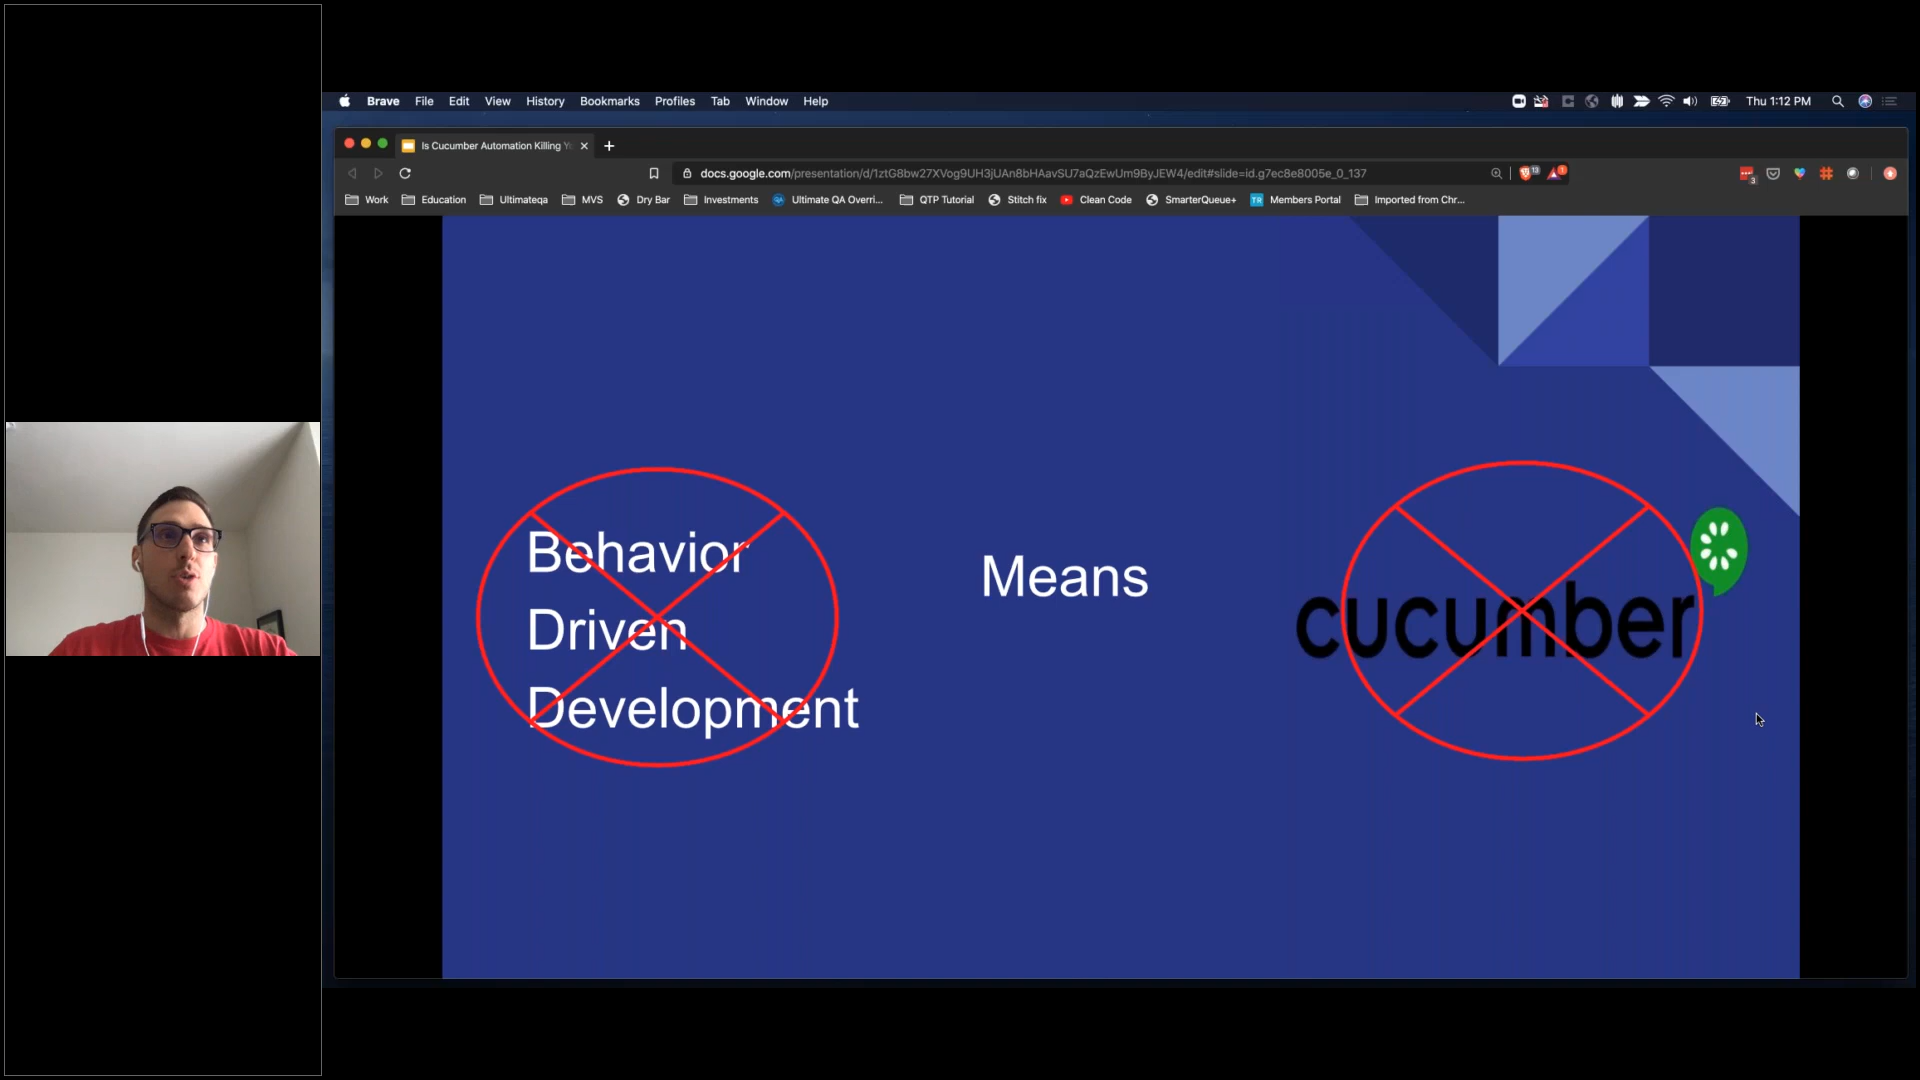 Brave File Edit View History Bookmarks Profiles Tab Window Help
Thu 1:12 PM
Is Cucumber Automation Killing Y
docs.google.com/presentation/d/1ztG8bw27XVog9UH3jUAn8bHAavSU7aQzEwUm9ByJEW4/edit#slide=id.g7ec8e8005e_0_137
Work Education Ultimateqa MVS Dry Bar Investments Ultimate QA Overri... QTP Tutorial Stitch fix Clean Code SmarterQueue+ TR Members Portal Imported from Chr...
Behavior
Driven
Development
Means
cucumber